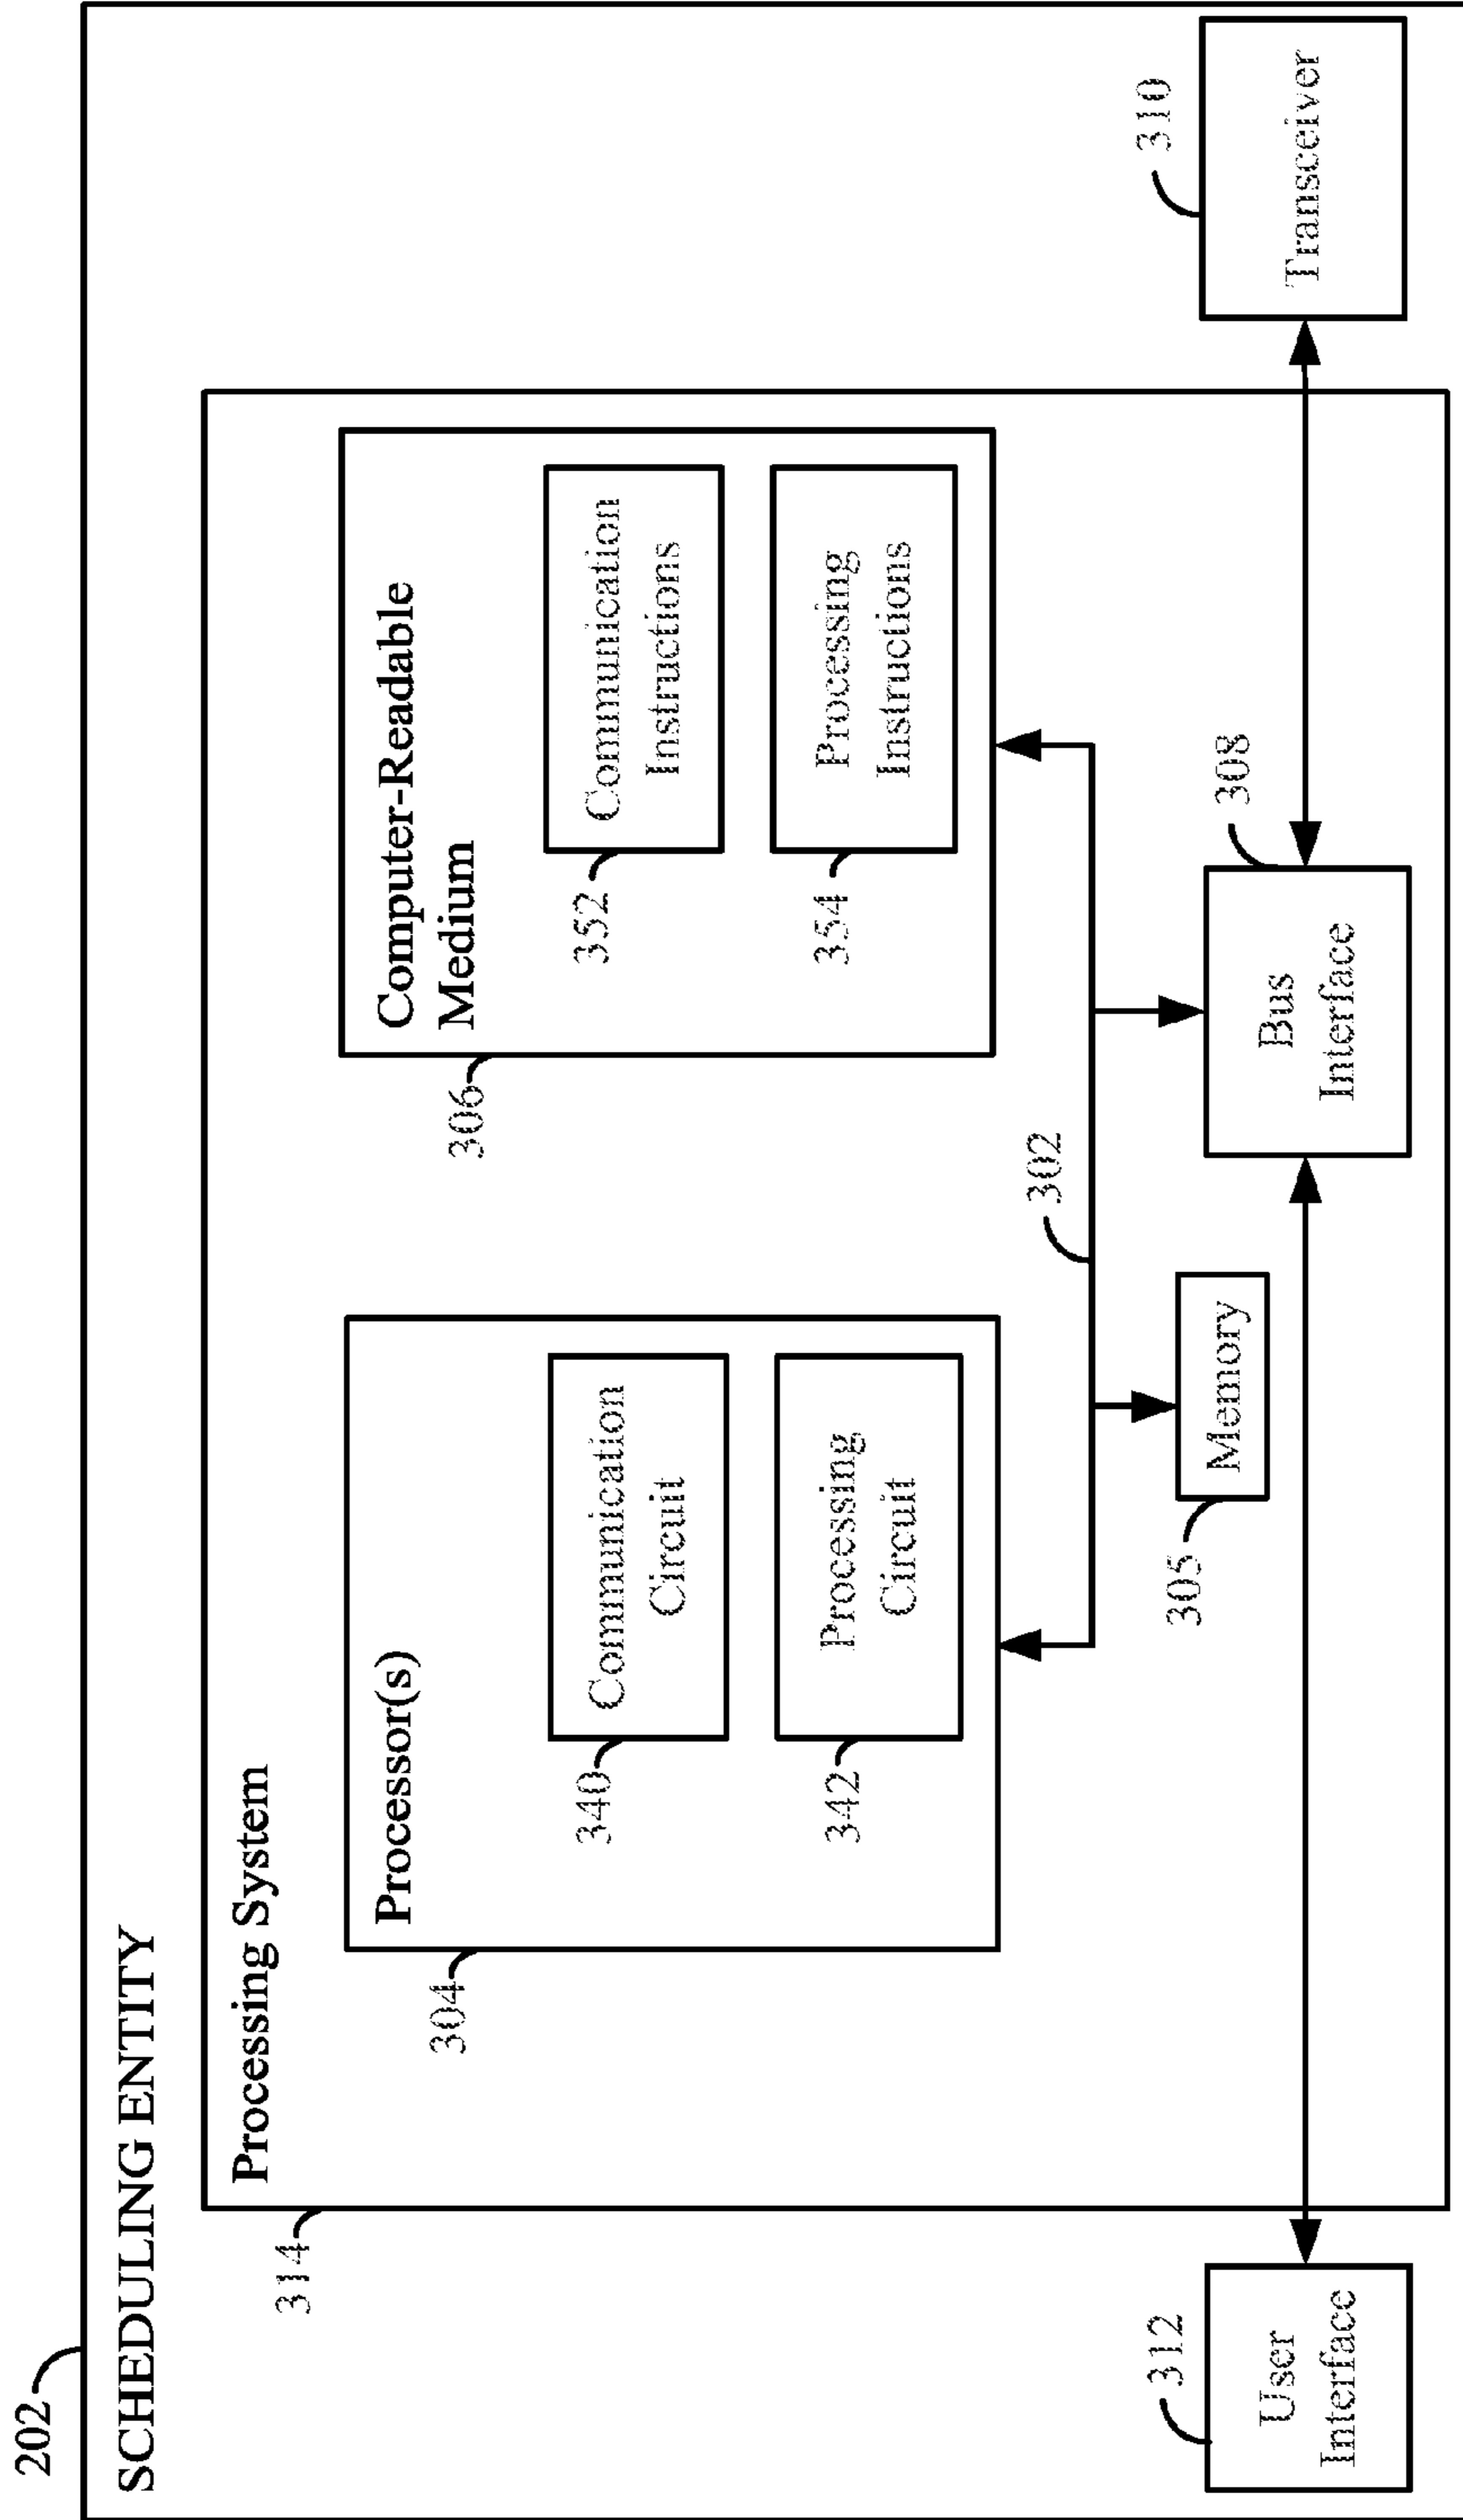 202
SCHEDULING ENTITY
314
Processing System
304
Processor(s)
340
Communication
Circuit
342
Processing
Circuit
306
Computer-Readable
Medium
352
Communication
Instructions
354
Processing
Instructions
302
305
Memory
308
Bus
Interface
312
User
Interface
310
Transceiver